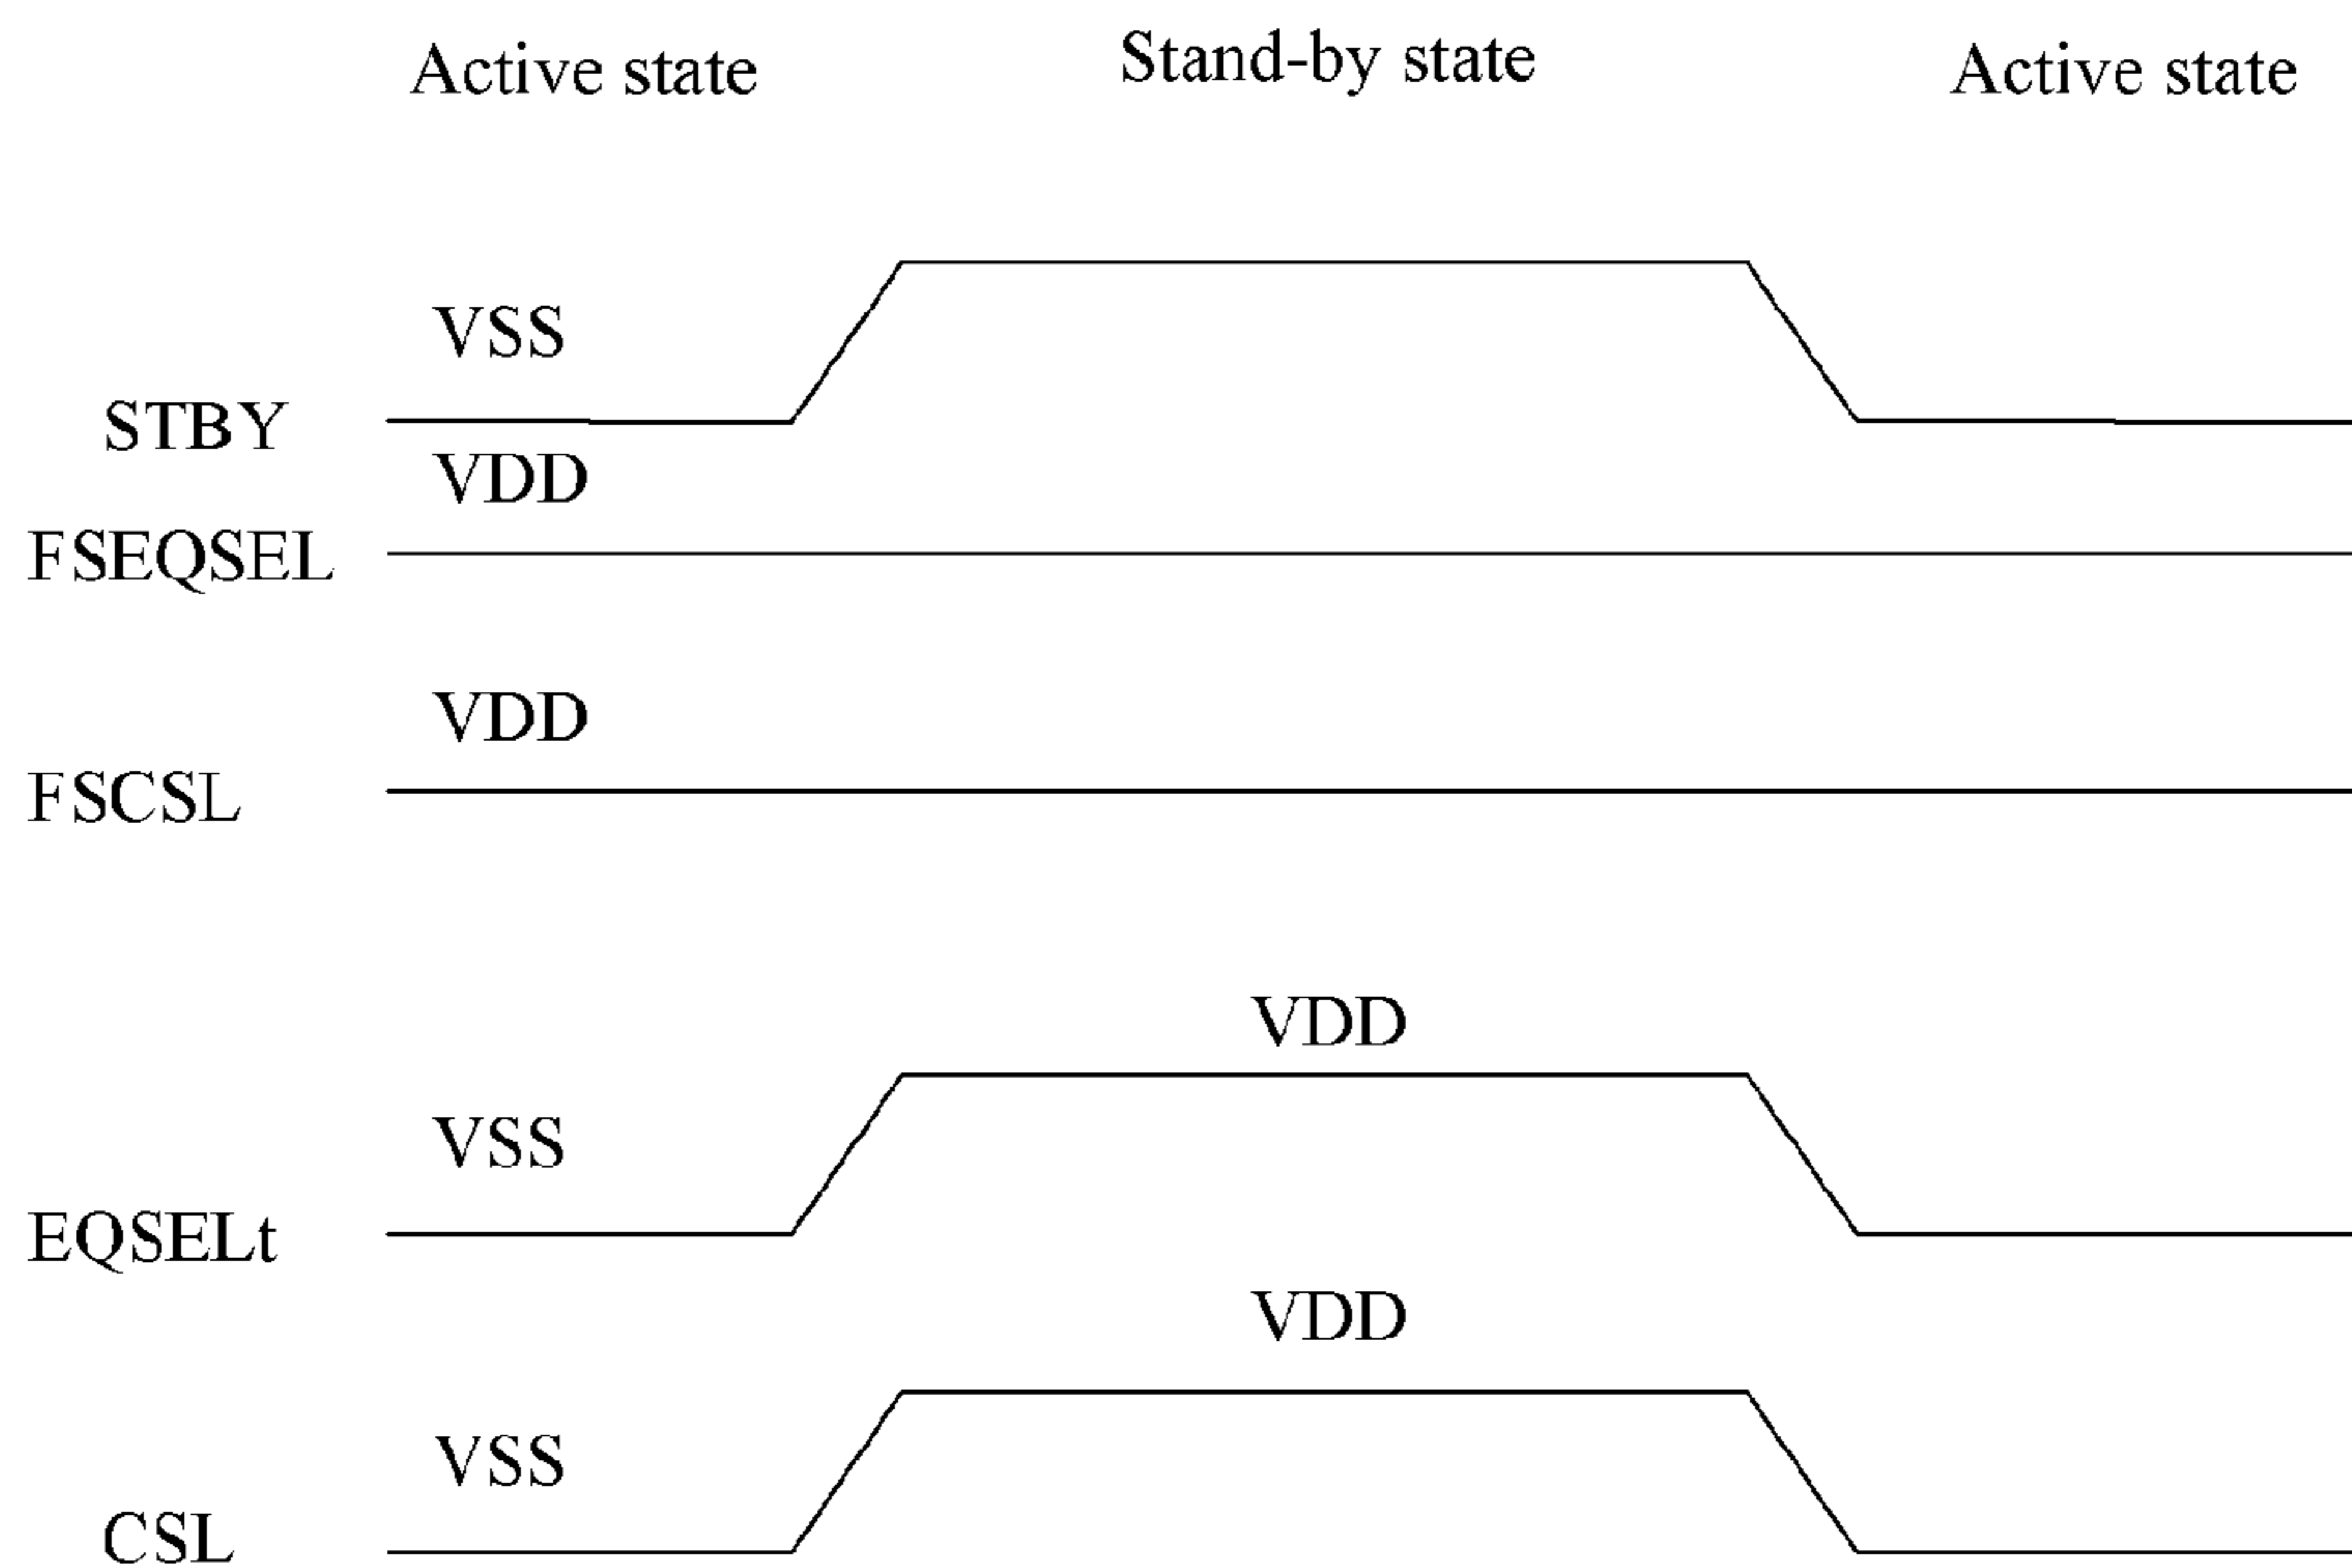 Active state
Stand-by state
Active state
VSS
STBY
VDD
FSEQSEL
VDD
FSCSL
VDD
VSS
EQSELt
VDD
VSS
CSL